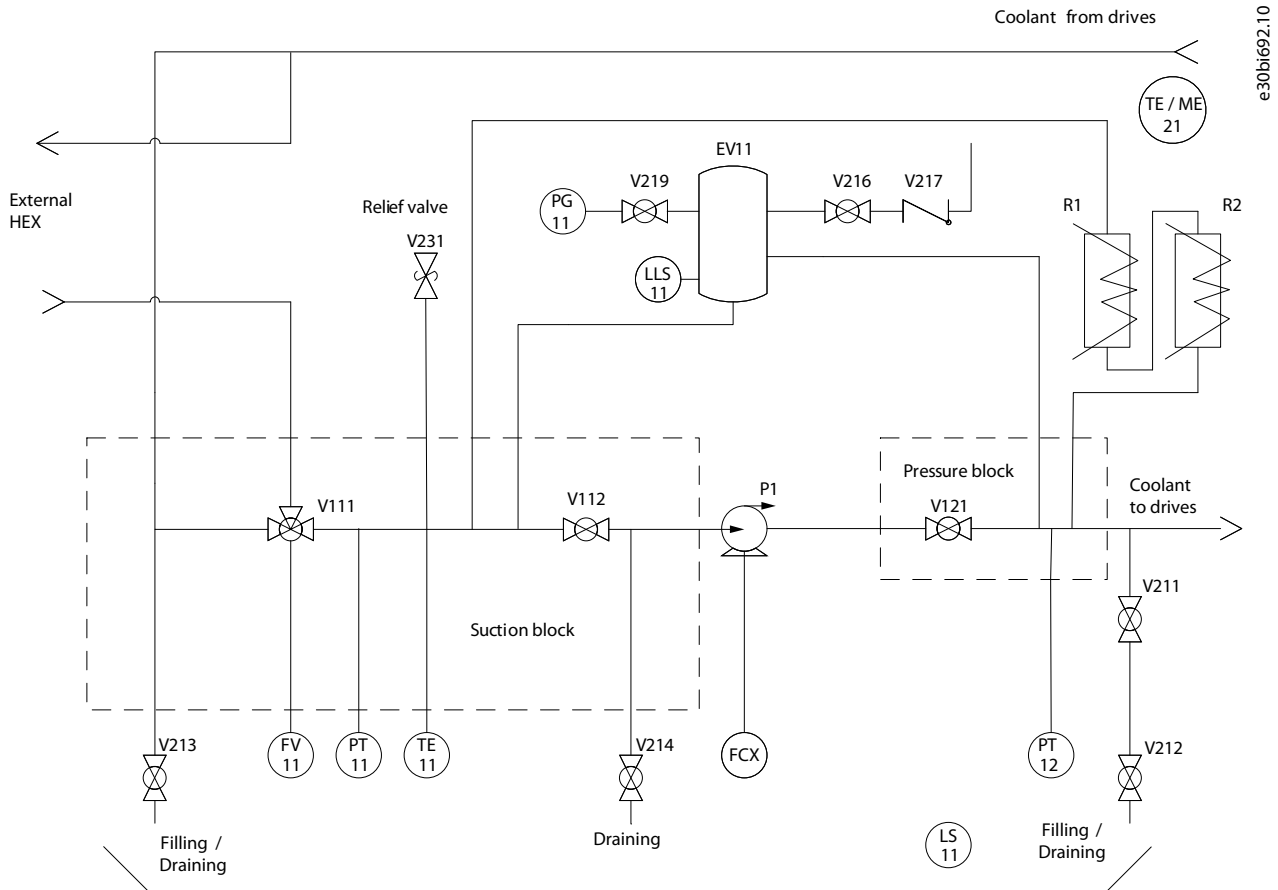 Coolant from drives
e30bi692.10
TE / ME
21
EV11
V219
V216
V217
PG
11
External
HEX
Relief valve
R1
R2
V231
LLS
11
Pressure block
Coolant
to drives
V111
V112
P1
V121
V211
Suction block
V213
FV
11
PT
11
TE
11
V214
FCX
PT
12
V212
Filling /
Draining
Draining
LS
11
Filling /
Draining